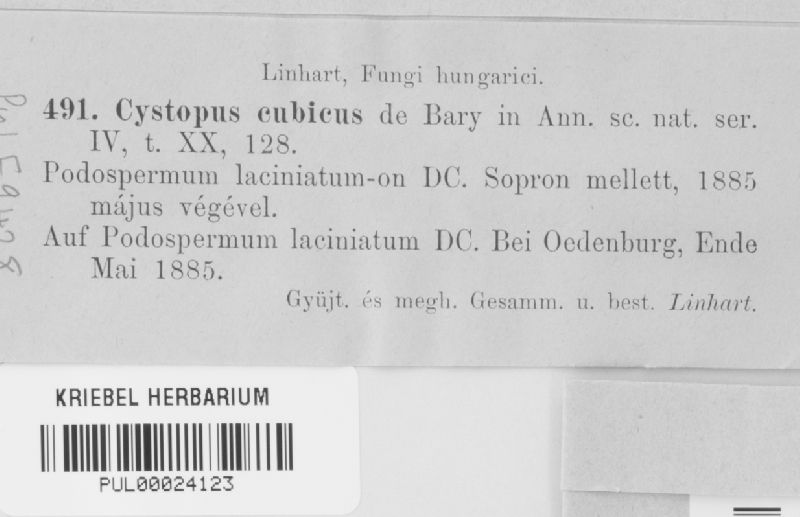 Linhart, Fungi hungarici.
491. Cystopus cubicus de Bary in Ann. sc. nat. ser.
IV, t. XX, 128.
Podospermum laciniatum-on DC. Sopron mellett, 1885
május végével.
Auf Podospermum laciniatum DC. Bei Oedenburg, Ende
Mai 1885.
Gyűjt. és megh. Gesamm. u. best. Linhart.
KRIEBEL HERBARIUM
PUL00024123